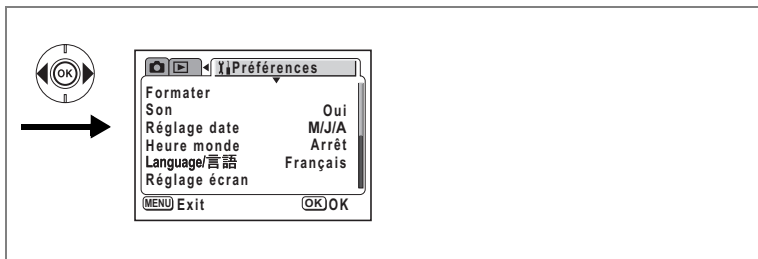 OK
Préférences
Formater
Son Oui
Réglage date M/J/A
Heure monde Arrêt
Language/言語 Français
Réglage écran
MENU Exit OK OK